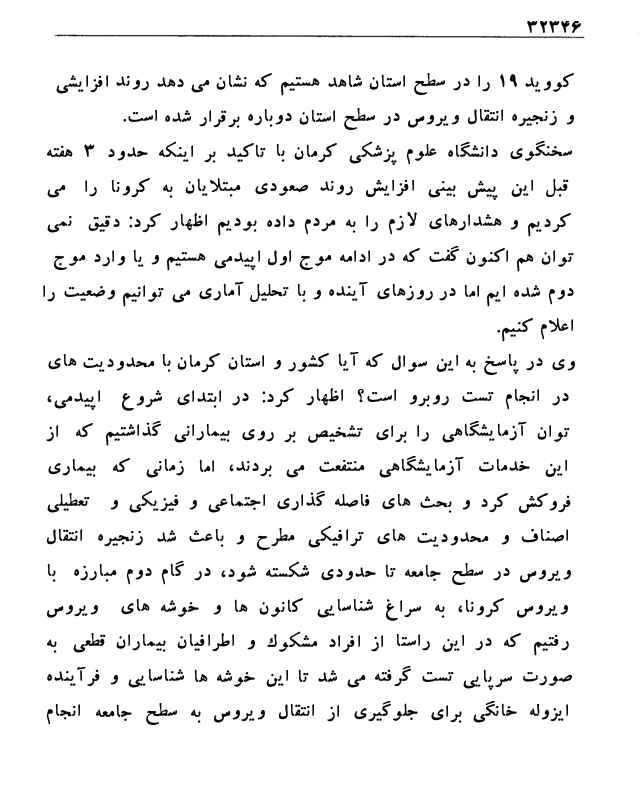 ۳۲۳۴۶
کووید ۱۹ را در سطح استان شاهد هستیم که نشان می دهد روند افزایشی
و زنجیره انتقال ویروس در سطح استان دوباره برقرار شده است.
سخنگوی دانشگاه علوم پزشکی کرمان با تاکید بر اینکه حدود ۳ هفته
قبل این پیش بینی افزایش روند صعودی مبتلایان به کرونا را می
کردیم و هشدارهای لازم را به مردم داده بودیم اظهار کرد: دقیق نمی
توان هم اکنون گفت که در ادامه موج اول اپیدمی هستیم و یا وارد موج
دوم شده ایم اما در روزهای آینده و با تحلیل آماری می توانیم وضعیت را
اعلام کنیم.
وی در پاسخ به این سوال که آیا کشور و استان کرمان با محدودیت های
در انجام تست روبرو است؟ اظهار کرد: در ابتدای شروع اپیدمی،
توان آزمایشگاهی را برای تشخیص بر روی بیمارانی گذاشتیم که از
این خدمات آزمایشگاهی منتفعت می بردند، اما زمانی که بیماری
فروکش کرد و بحث های فاصله گذاری اجتماعی و فیزیکی و تعطیلی
اصناف و محدودیت های ترافیکی مطرح و باعث شد زنجیره انتقال
ویروس در سطح جامعه تا حدودی شکسته شود، در گام دوم مبارزه با
ویروس کرونا، به سراغ شناسایی کانون ها و خوشه های ویروس
رفتیم که در این راستا از افراد مشکوك و اطرافیان بیماران قطعی به
صورت سرپایی تست گرفته می شد تا این خوشه ها شناسایی و فرآینده
ایزوله خانگی برای جلوگیری از انتقال ویروس به سطح جامعه انجام